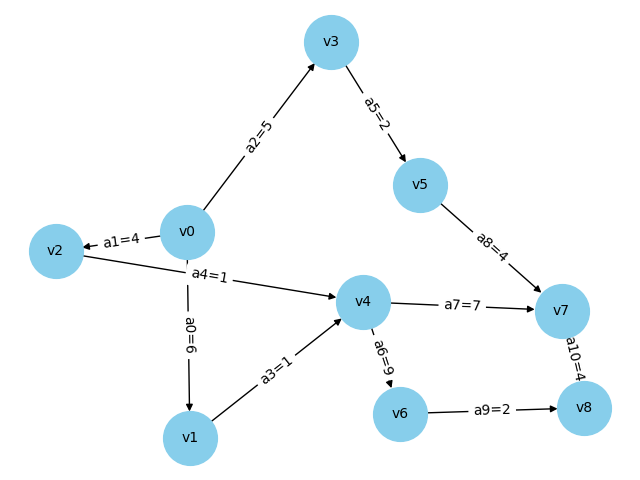 v3
a2=5
a5=2
v5
v0
v2
a1=4
a8=4
a4=1
v4
a7=7
v7
a0=6
a3=1
a6=9
a10=4
v6
a9=2
v8
v1